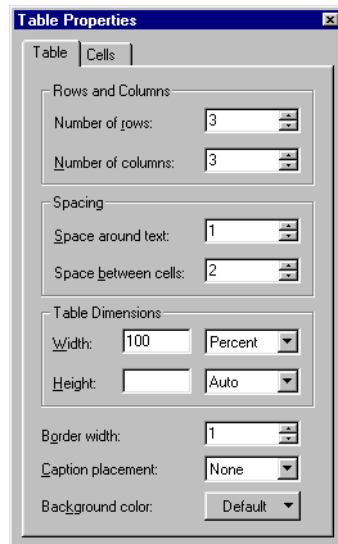 Table Properties
Table Cells
Rows and Columns
Number of rows: 3
Number of columns: 3
Spacing
Space around text: 1
Space between cells: 2
Table Dimensions
Width: 100 Percent
Height: Auto
Border width: 1
Caption placement: None
Background color: Default